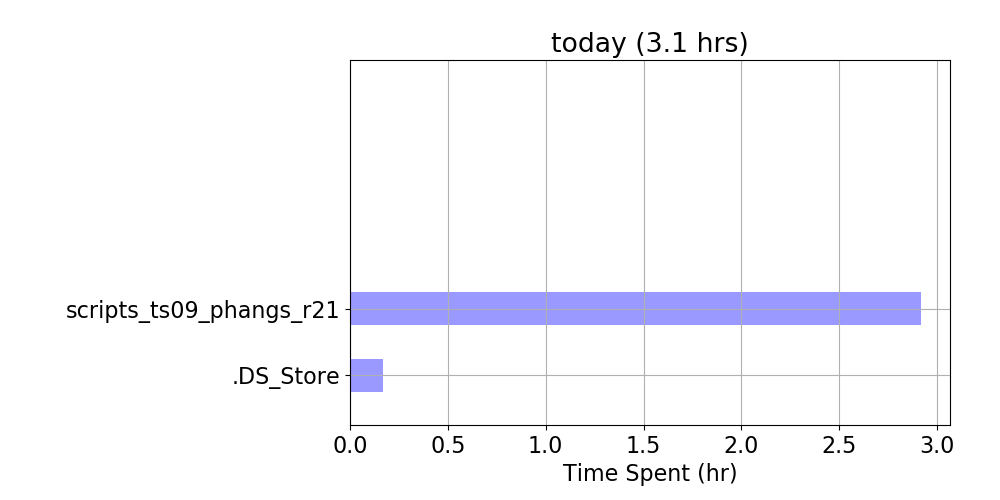 today (3.1 hrs)
scripts_ts09_phangs_r21
.DS_Store
0.0 0.5 1.0 1.5 2.0 2.5 3.0
Time Spent (hr)